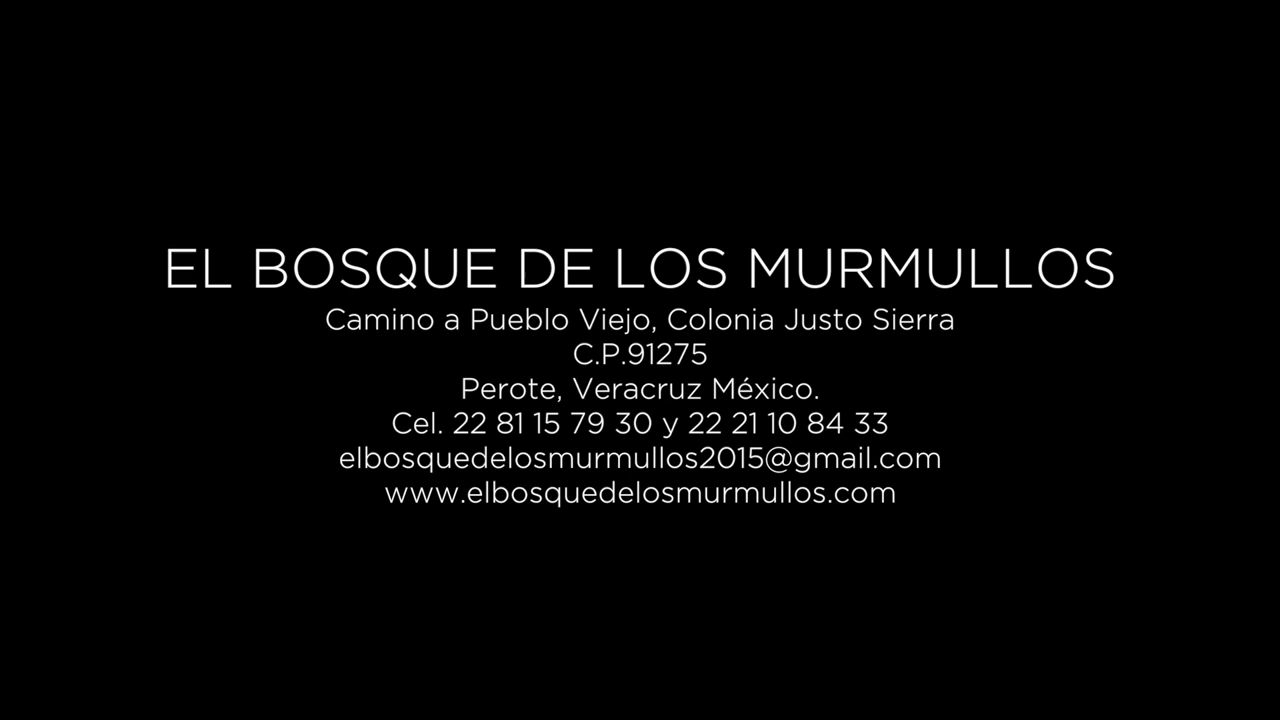 EL BOSQUE DE LOS MURMULLOS
Camino a Pueblo Viejo, Colonia Justo Sierra
C.P.91275
Perote, Veracruz México.
Cel. 22 81 15 79 30 y 22 21 10 84 33
elbosquedelosmurmullos2015@gmail.com
www.elbosquedelosmurmullos.com